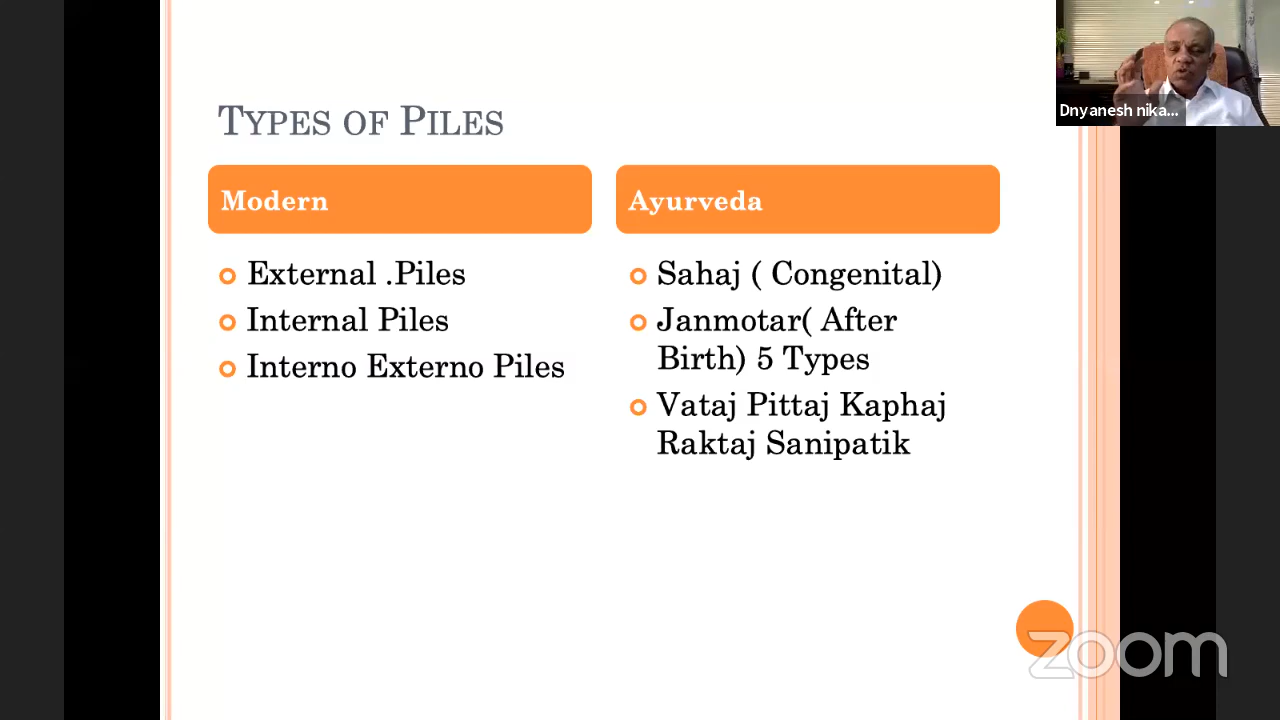 TYPES OF PILES
Modern
External .Piles
Internal Piles
Interno Externo Piles
Ayurveda
Sahaj ( Congenital)
Janmotar( After
Birth) 5 Types
Vataj Pittaj Kaphaj
Raktaj Sanipatik
Dnyanesh nika...
zoom